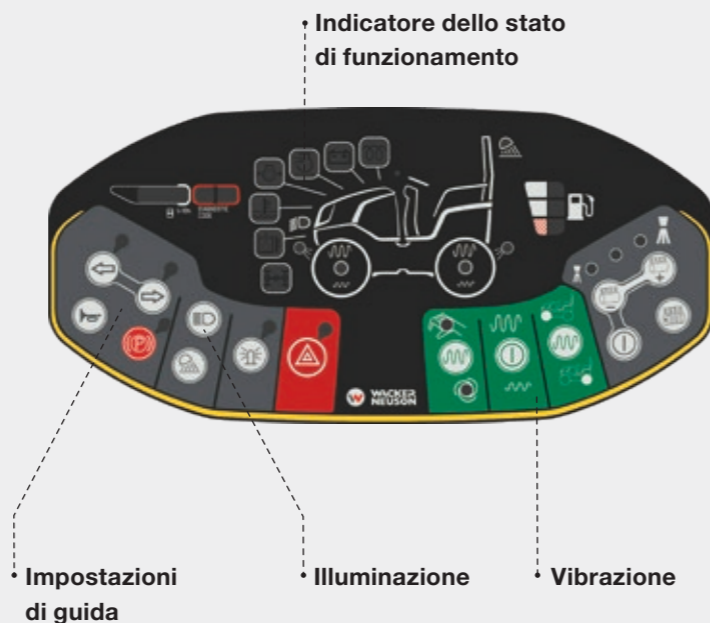 Indicatore dello stato
di funzionamento
P
WACKER
NEUSON
Impostazioni
di guida
Illuminazione
Vibrazione